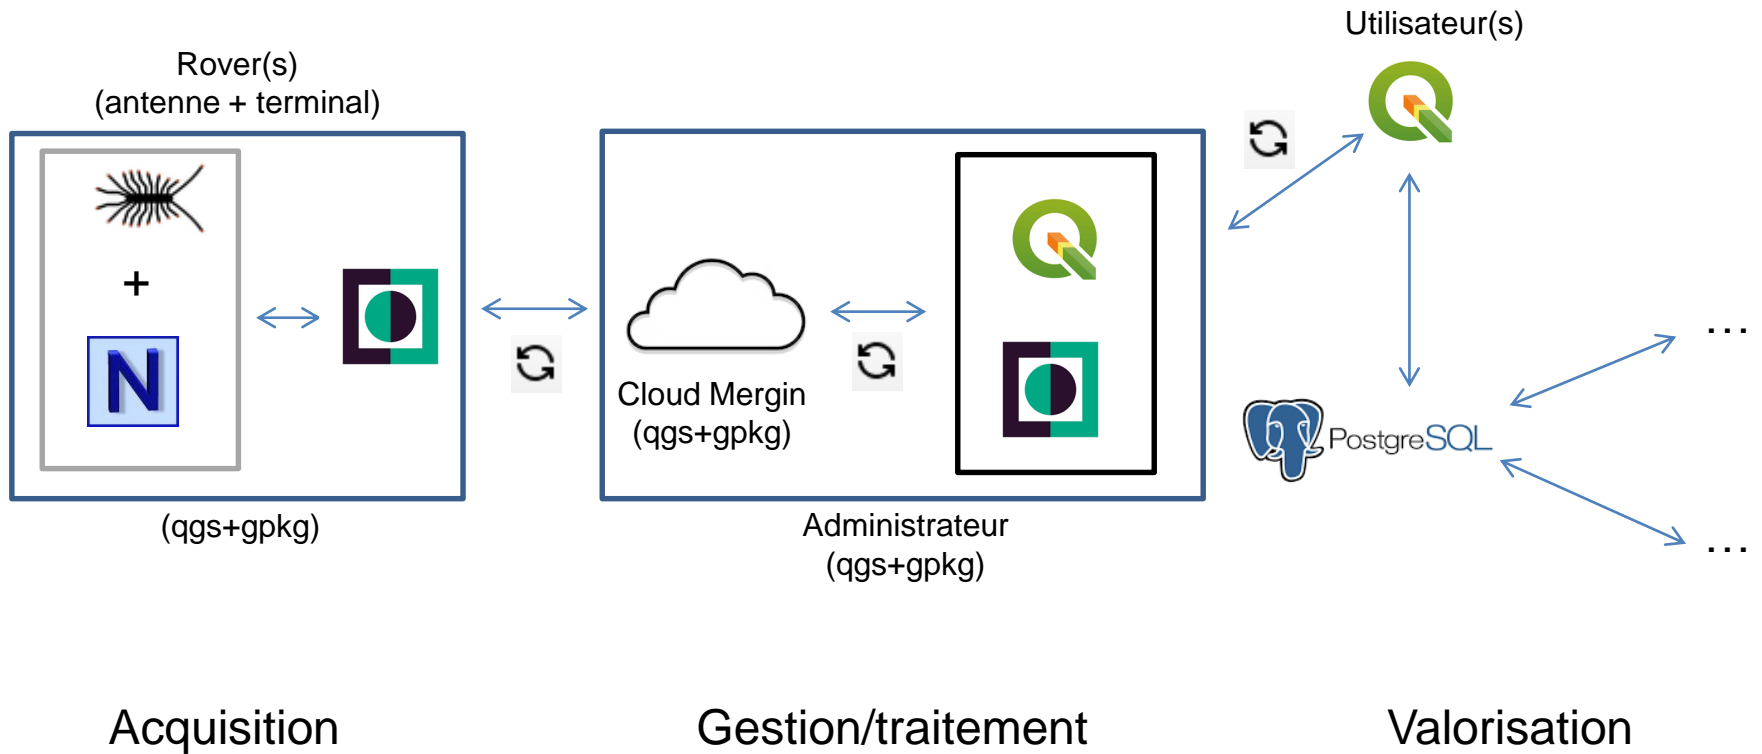 Utilisateur(s)
Rover(s)
(antenne + terminal)
+
N
Cloud Mergin
(qgs+gpkg)
PostgreSQL
...
...
(qgs+gpkg)
Administrateur
(qgs+gpkg)
Acquisition
Gestion/traitement
Valorisation